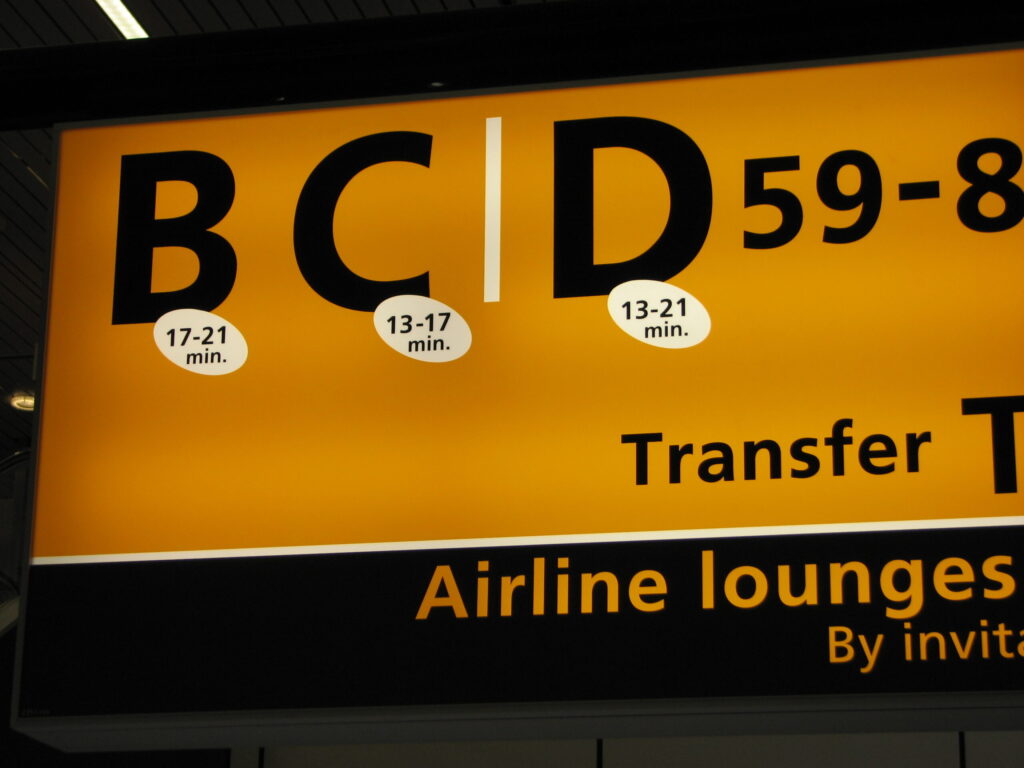 B C | D 59-8
17-21 min.
13-17 min.
13-21 min.
Transfer T
Airline lounges
By invita